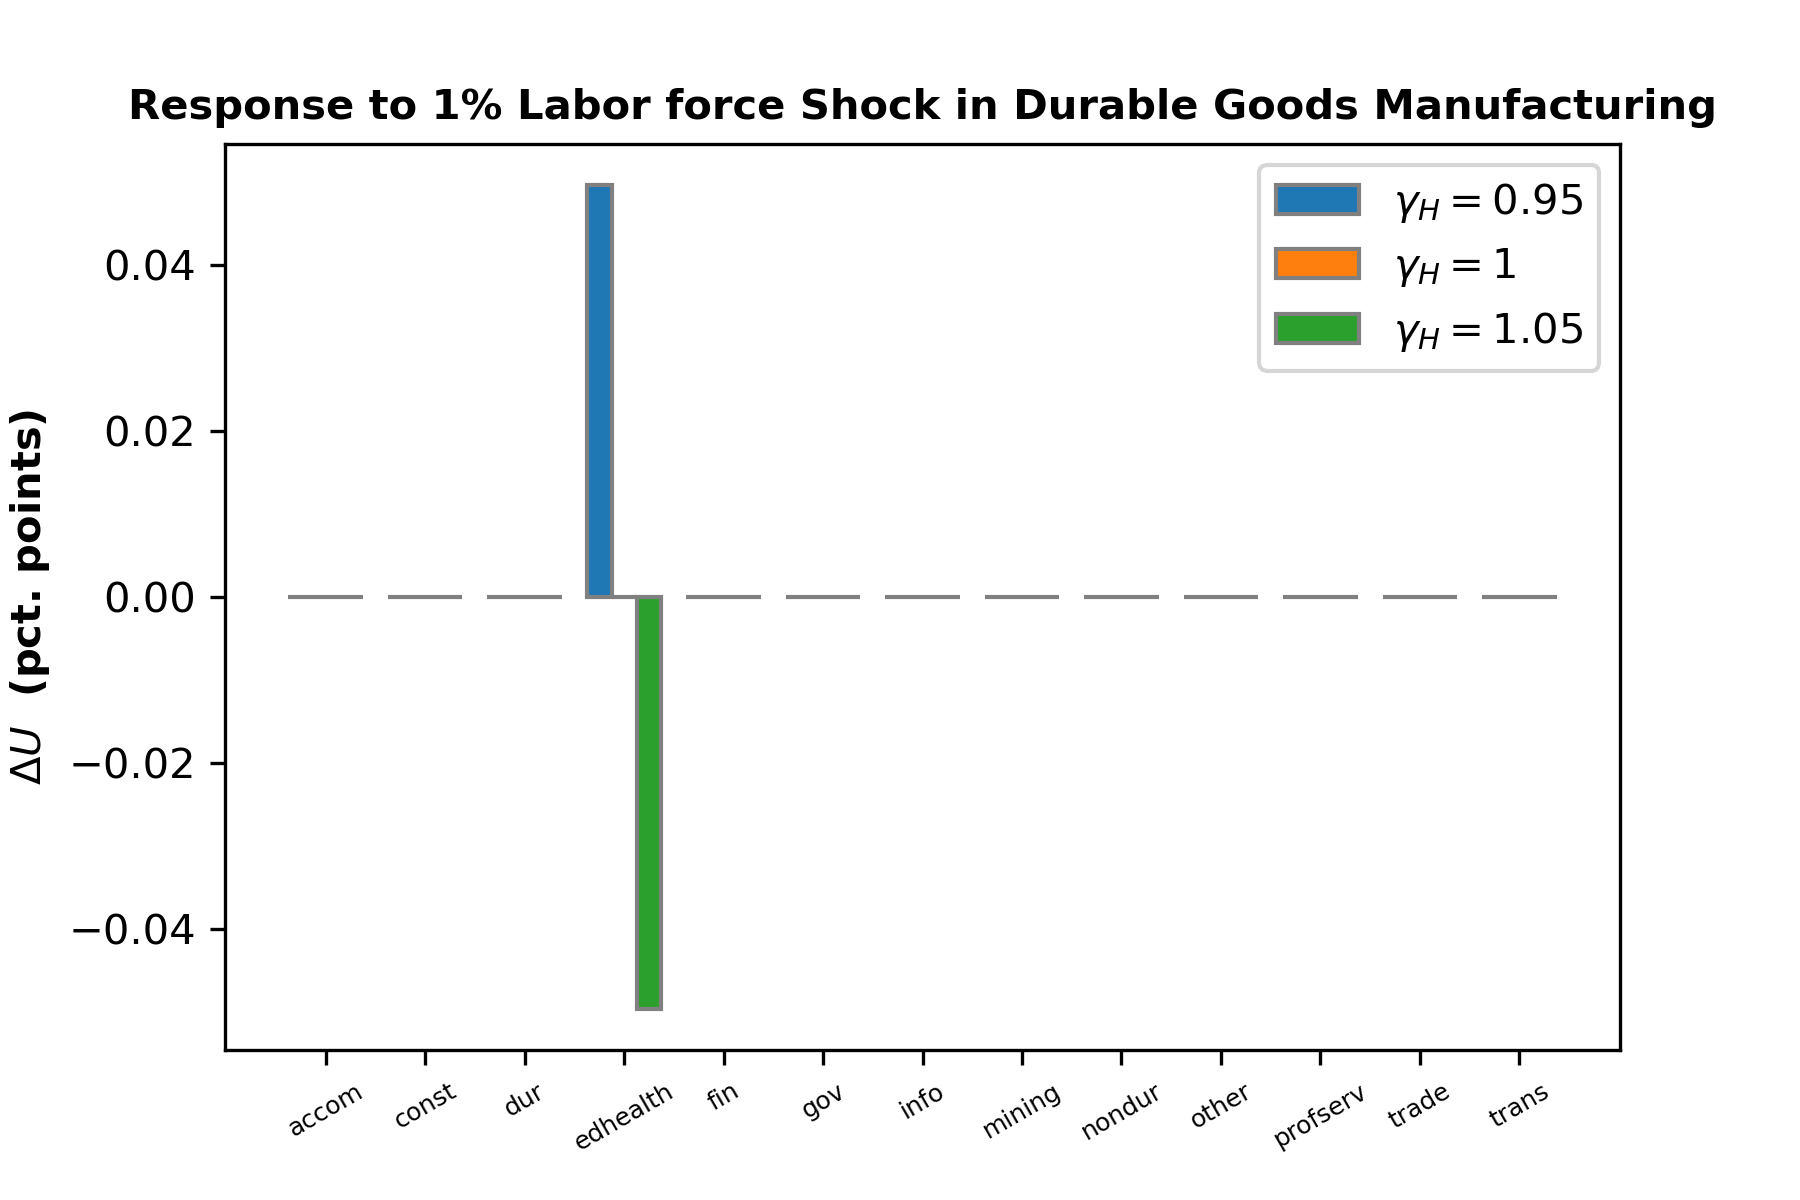 Response to 1% Labor force Shock in Durable Goods Manufacturing
γH = 0.95
γH = 1
γH = 1.05
0.04
0.02
0.00
−0.02
−0.04
ΔU (pct. points)
accom const dur edhealth fin gov info mining nondur other profserv trade trans